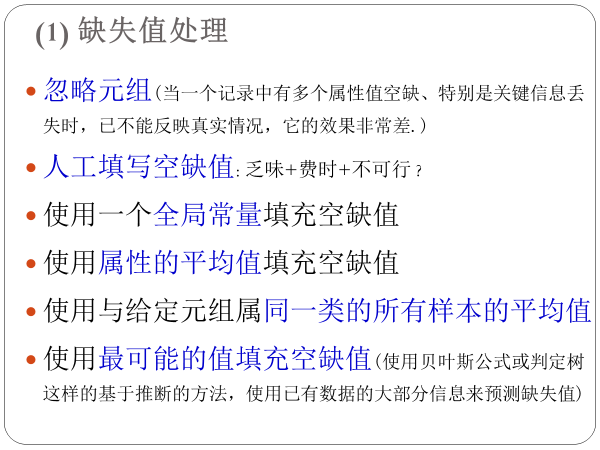 (1) 缺失值处理
忽略元组(当一个记录中有多个属性值空缺、特别是关键信息丢
失时，已不能反映真实情况，它的效果非常差.)
人工填写空缺值: 乏味+费时+不可行？
使用一个全局常量填充空缺值
使用属性的平均值填充空缺值
使用与给定元组属同一类的所有样本的平均值
使用最可能的值填充空缺值(使用贝叶斯公式或判定树
这样的基于推断的方法，使用已有数据的大部分信息来预测缺失值)